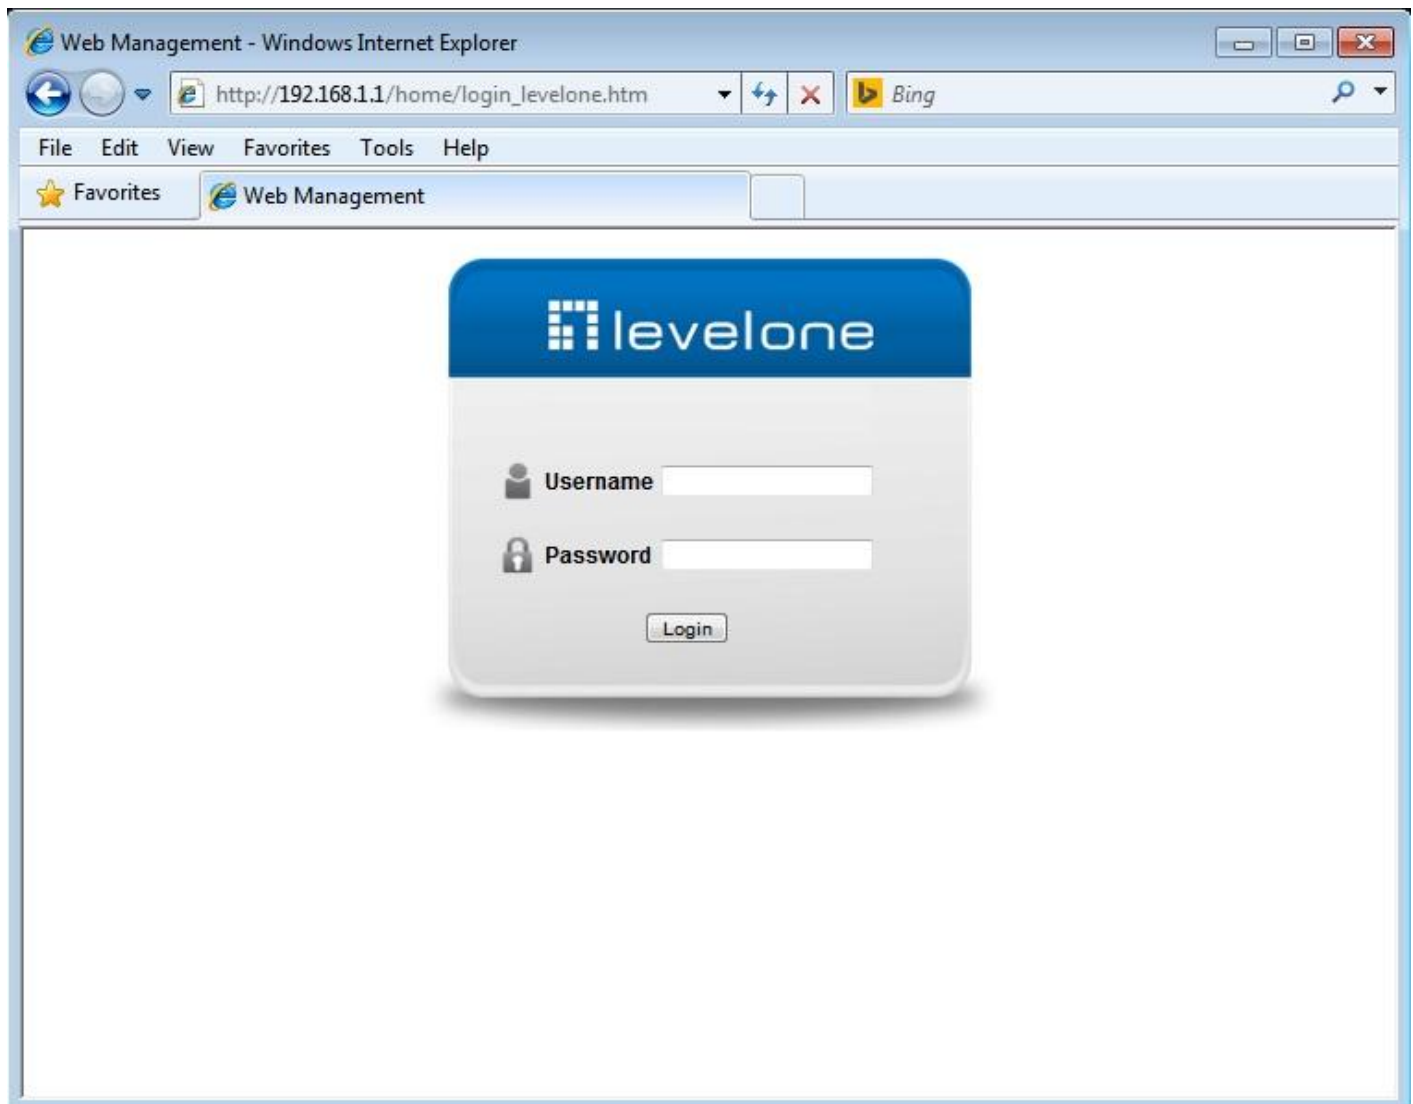 Web Management - Windows Internet Explorer
http://192.168.1.1/home/login_levelone.htm Bing
File Edit View Favorites Tools Help
Favorites Web Management
levelone
Username
Password
Login